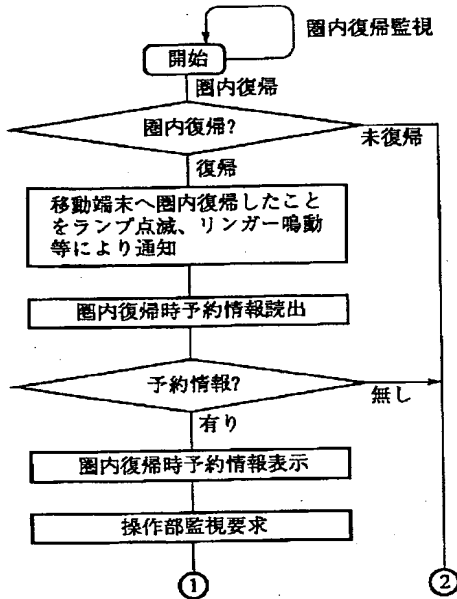 圏内復帰監視
開始
圏内復帰
圏内復帰?
未復帰
復帰
移動端末へ圏内復帰したこと
をランプ点滅、リンガー鳴動
等により通知
圏内復帰時予約情報読出
予約情報?
無し
有り
圏内復帰時予約情報表示
操作部監視要求
①
②